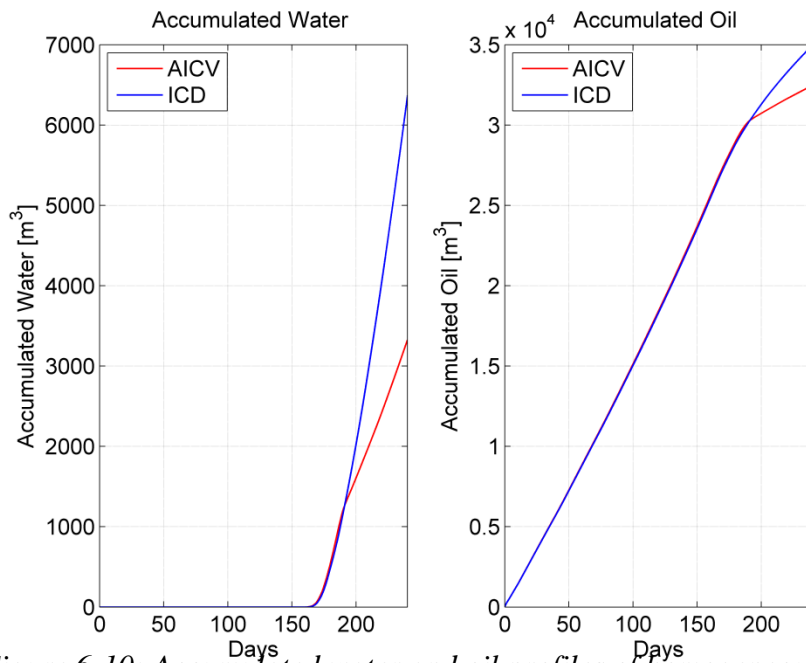 Accumulated Water
7000
6000
5000
4000
3000
2000
1000
0
Accumulated Water [m³]
AICV
ICD
0 50 100 150 200
Days
Accumulated Oil
x 10⁴
3.5
3
2.5
2
1.5
1
0.5
0
Accumulated Oil [m³]
AICV
ICD
0 50 100 150 200
Days
6-10